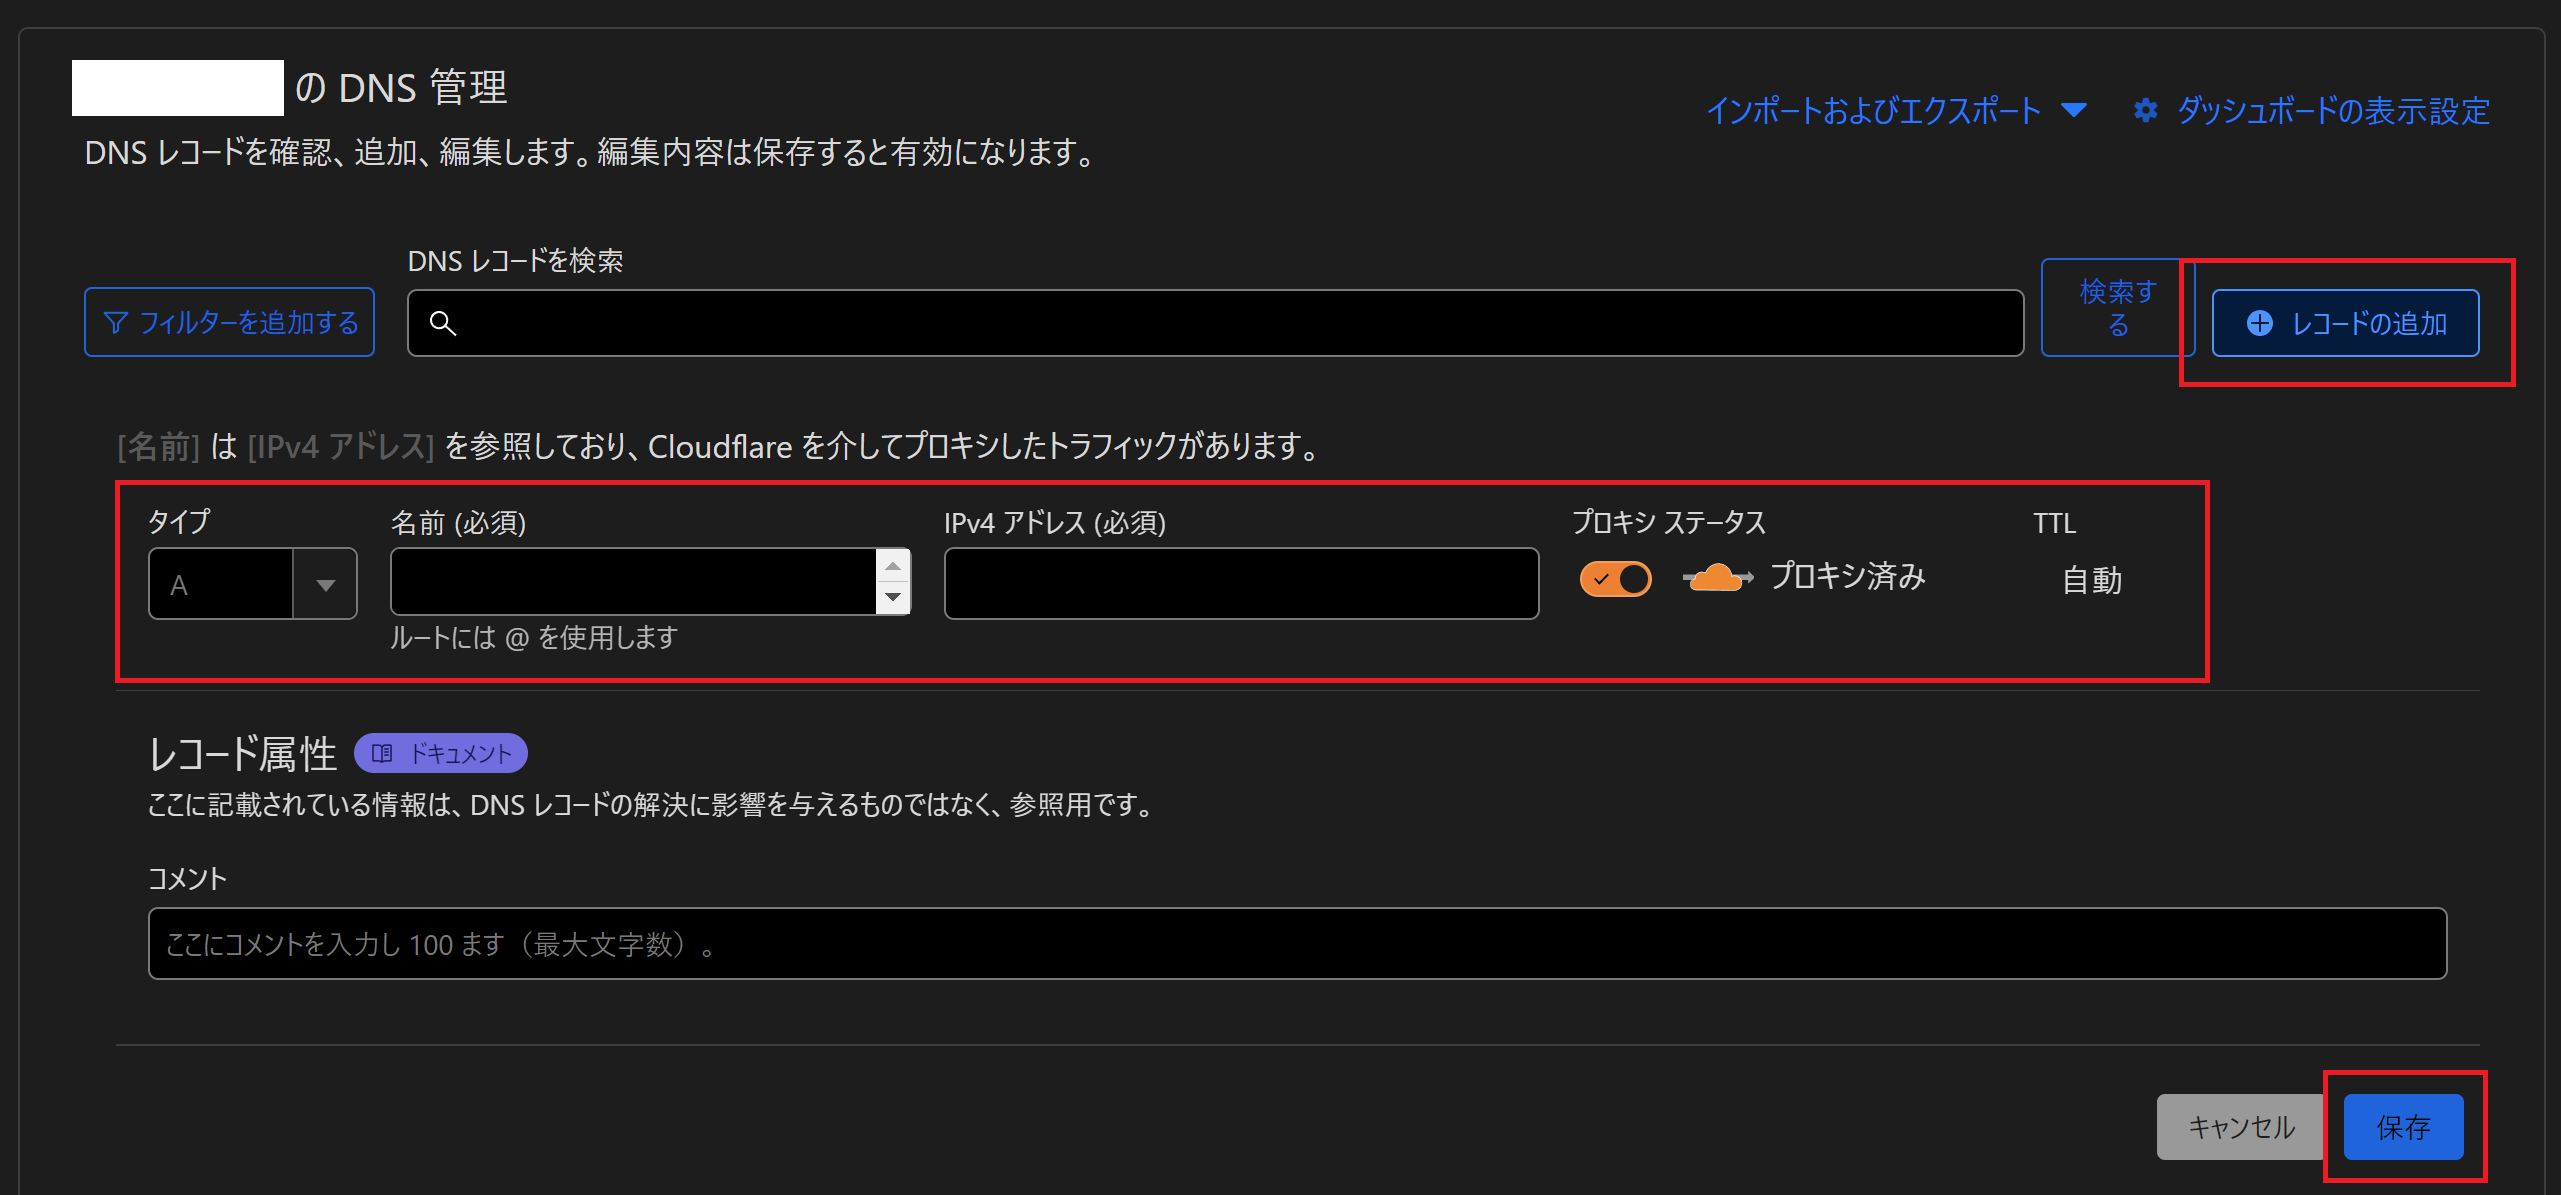 の DNS 管理
インポートおよびエクスポート
ダッシュボードの表示設定
DNS レコードを確認、追加、編集します。編集内容は保存すると有効になります。
DNS レコードを検索
フィルターを追加する
検索す
る
レコードの追加
[名前] は [IPv4 アドレス] を参照しており、Cloudflare を介してプロキシしたトラフィックがあります。
タイプ
名前 (必須)
IPv4 アドレス (必須)
プロキシ ステータス
TTL
A
プロキシ済み
自動
ルートには @ を使用します
レコード属性
ドキュメント
ここに記載されている情報は、DNS レコードの解決に影響を与えるものではなく、参照用です。
コメント
ここにコメントを入力し 100 ます（最大文字数）。
キャンセル
保存